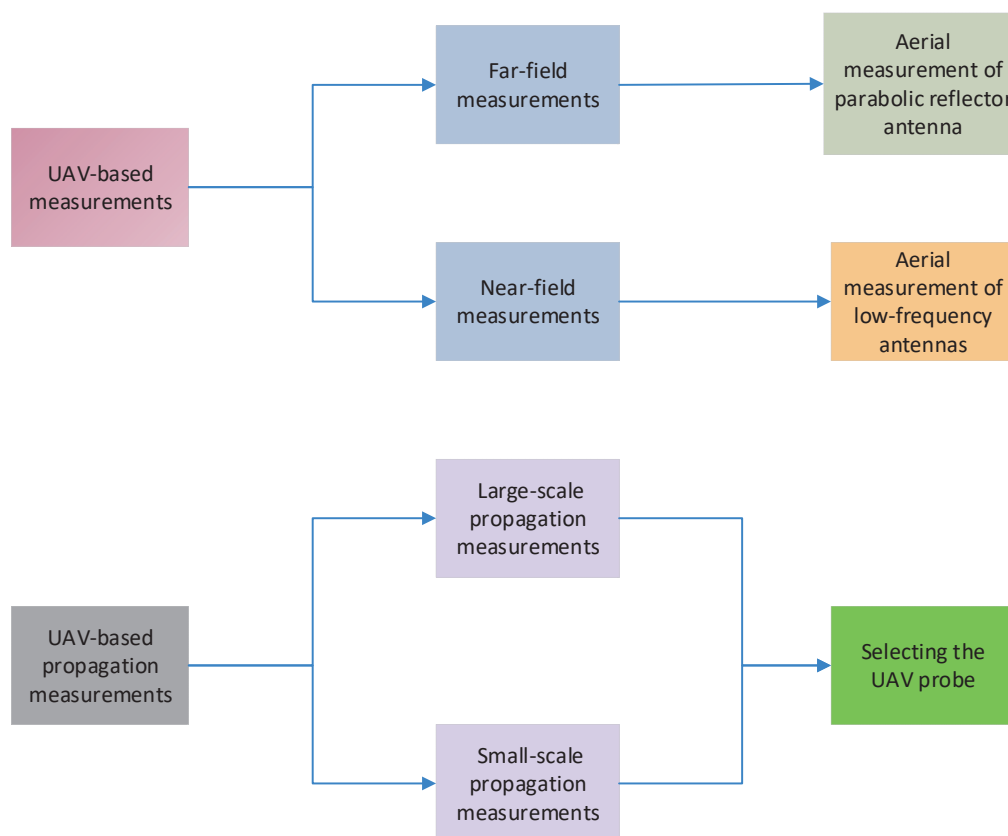 Far-field
measurements
Aerial
measurement of
parabolic reflector
antenna
UAV-based
measurements
Near-field
measurements
Aerial
measurement of
low-frequency
antennas
Large-scale
propagation
measurements
UAV-based
propagation
measurements
Selecting the
UAV probe
Small-scale
propagation
measurements